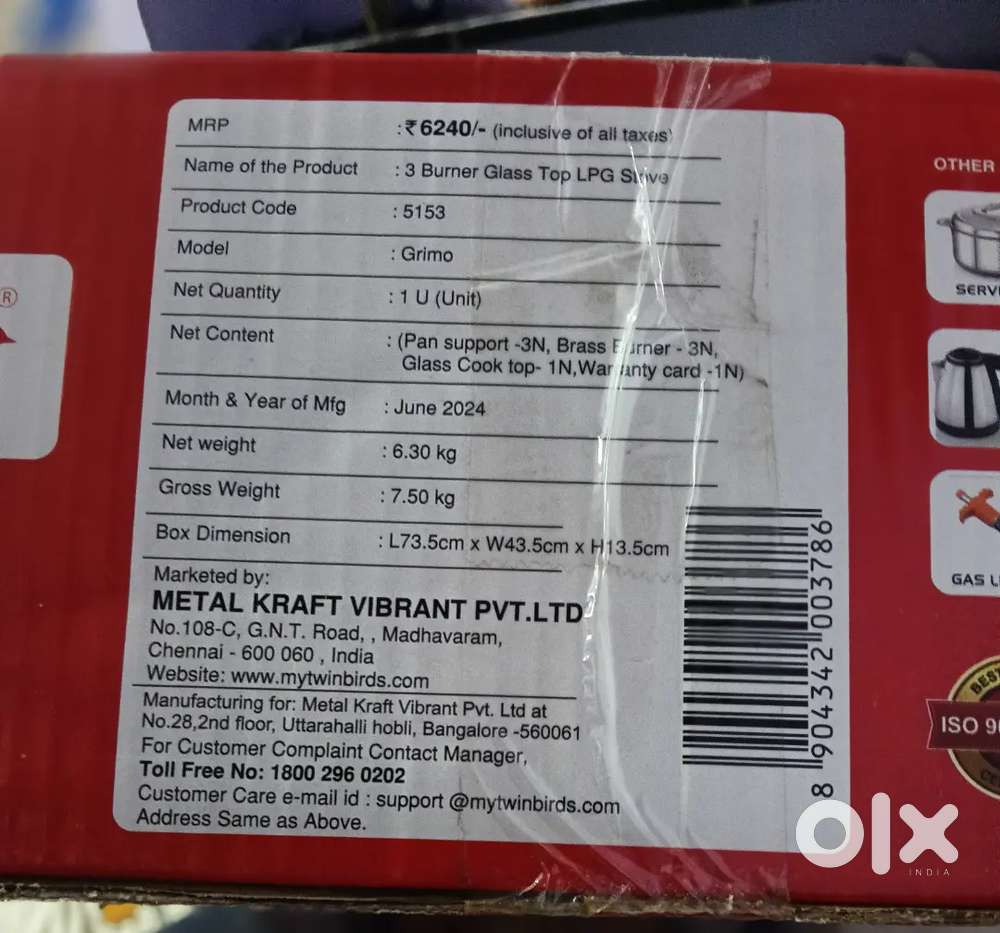 MRP : ₹ 6240/- (inclusive of all taxes)
Name of the Product : 3 Burner Glass Top LPG Stove
Product Code : 5153
Model : Grimo
Net Quantity : 1 U (Unit)
Net Content : (Pan support -3N, Brass Burner - 3N,
Glass Cook top- 1N,Warranty card -1N)
Month & Year of Mfg : June 2024
Net weight : 6.30 kg
Gross Weight : 7.50 kg
Box Dimension : L73.5cm x W43.5cm x H13.5cm
Marketed by:
METAL KRAFT VIBRANT PVT.LTD
No.108-C, G.N.T. Road, , Madhavaram,
Chennai - 600 060 , India
Website: www.mytwinbirds.com
Manufacturing for: Metal Kraft Vibrant Pvt. Ltd at
No.28,2nd floor, Uttarahalli hobli, Bangalore -560061
For Customer Complaint Contact Manager,
Toll Free No: 1800 296 0202
Customer Care e-mail id : support @mytwinbirds.com
Address Same as Above.
8 904342 003786
®
OTHER
SERV
GAS L
BEST
ISO 90
olx
INDIA